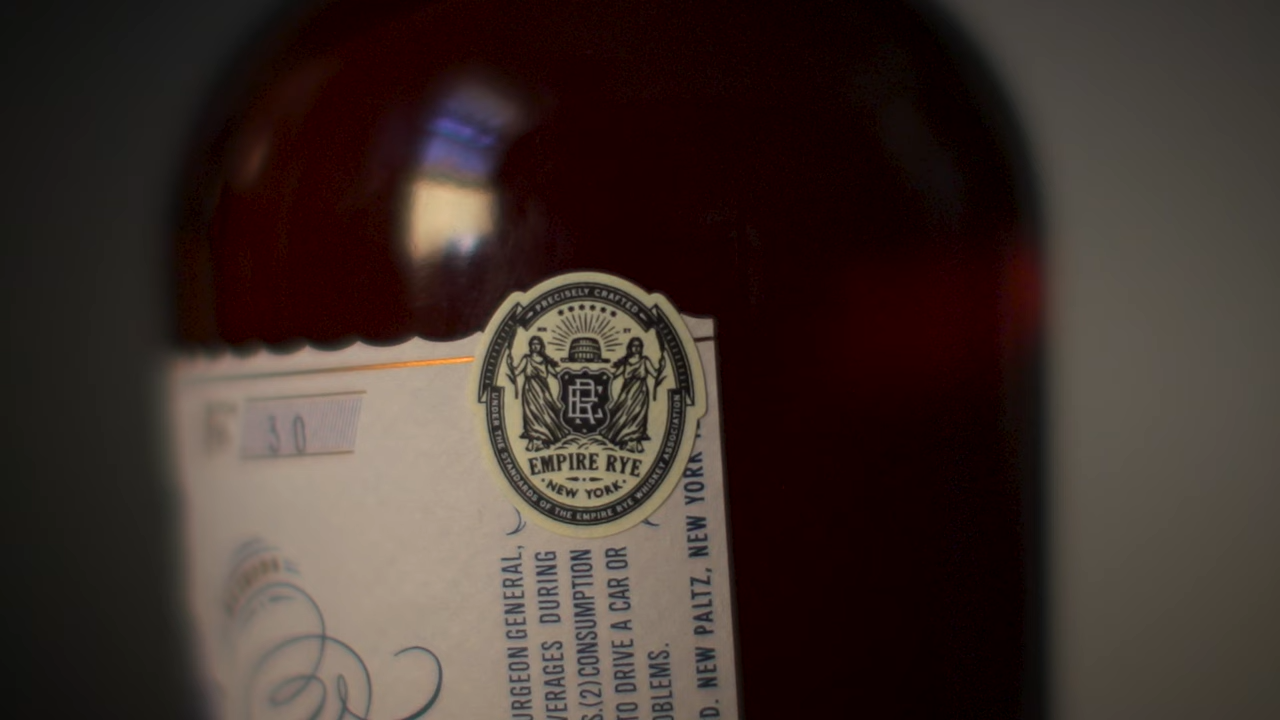 PRECISELY CRAFTED
EMPIRE RYE
NEW YORK
UNDER THE STANDARDS OF THE EMPIRE RYE WHISKEY ASSOCIATION
30
URGEON GENERAL,
VERAGES DURING
S.(2) CONSUMPTION
TO DRIVE A CAR OR
OBLEMS.
D. NEW PALTZ, NEW YORK